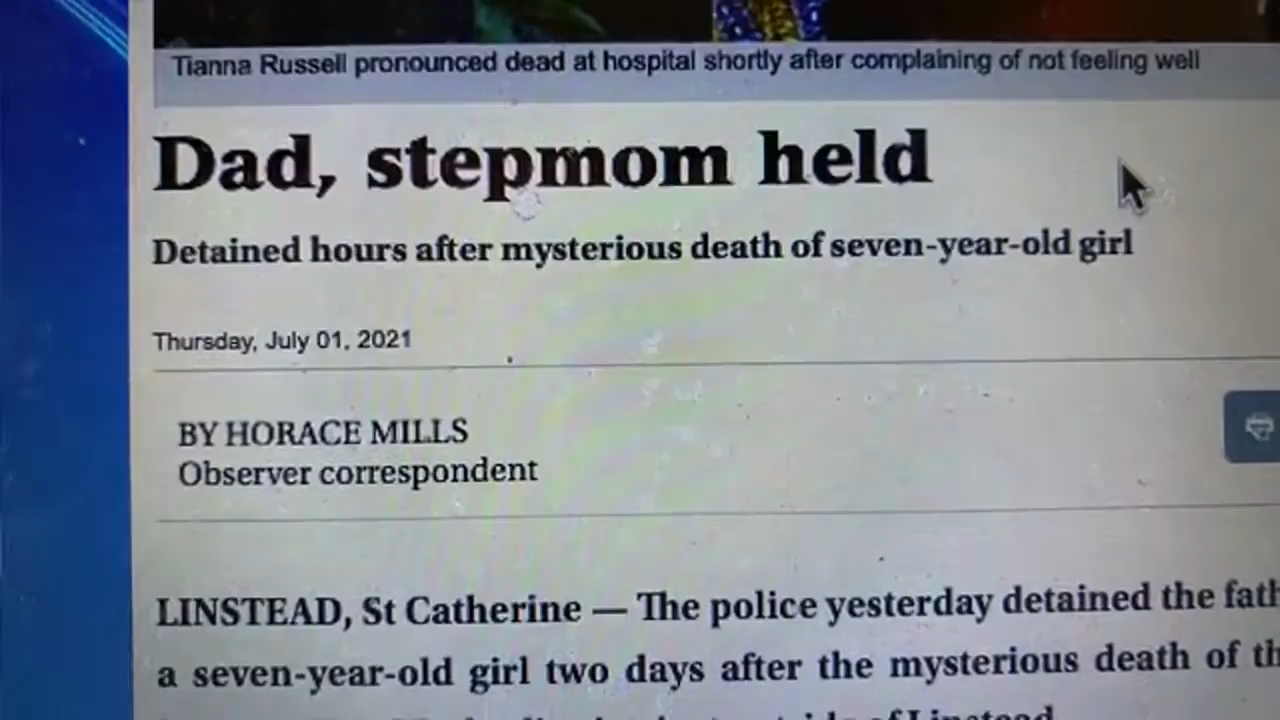 Tianna Russell pronounced dead at hospital shortly after complaining of not feeling well
Dad, stepmom held
Detained hours after mysterious death of seven-year-old girl
Thursday, July 01, 2021
BY HORACE MILLS
Observer correspondent
LINSTEAD, St Catherine — The police yesterday detained the fath
a seven-year-old girl two days after the mysterious death of th
of Linstead